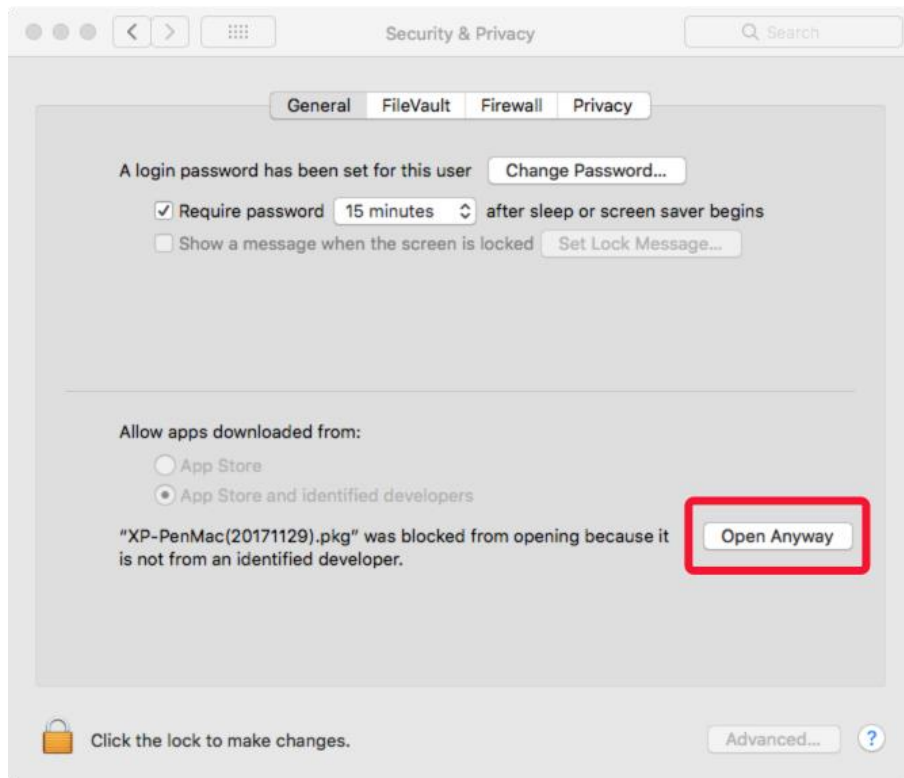 Security & Privacy
Search
General FileVault Firewall Privacy
A login password has been set for this user Change Password...
Require password 15 minutes after sleep or screen saver begins
Show a message when the screen is locked Set Lock Message...
Allow apps downloaded from:
App Store
App Store and identified developers
“XP-PenMac(20171129).pkg” was blocked from opening because it Open Anyway
is not from an identified developer.
Click the lock to make changes. Advanced... ?